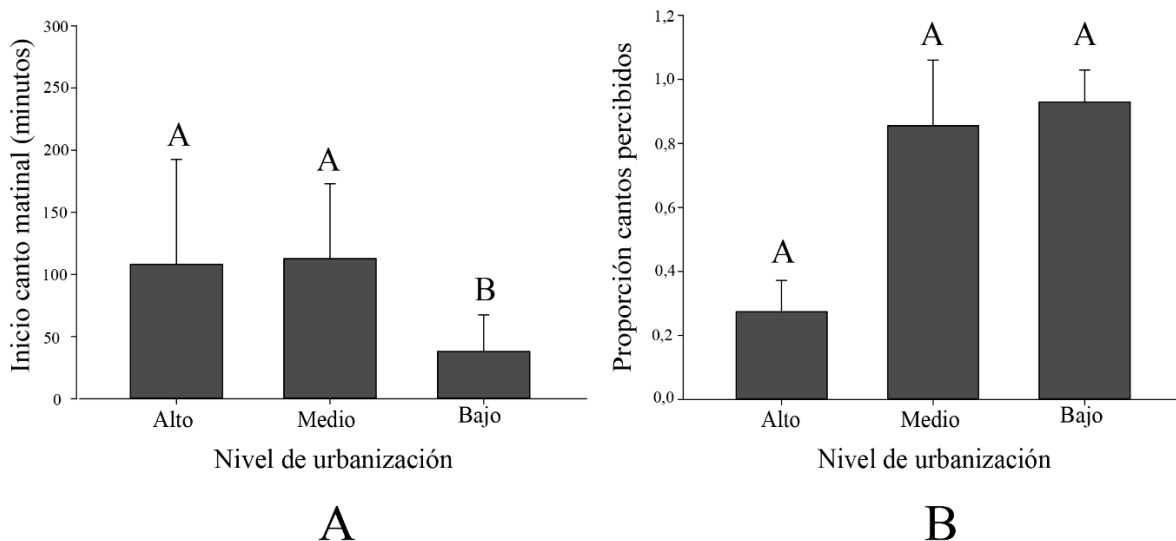 Inicio canto matinal (minutos)
300
250
200
150
100
50
0
A
A
B
Alto
Medio
Bajo
Nivel de urbanización
A
Proporción cantos percibidos
1,2
1,0
0,8
0,6
0,4
0,2
0,0
A
A
A
Alto
Medio
Bajo
Nivel de urbanización
B